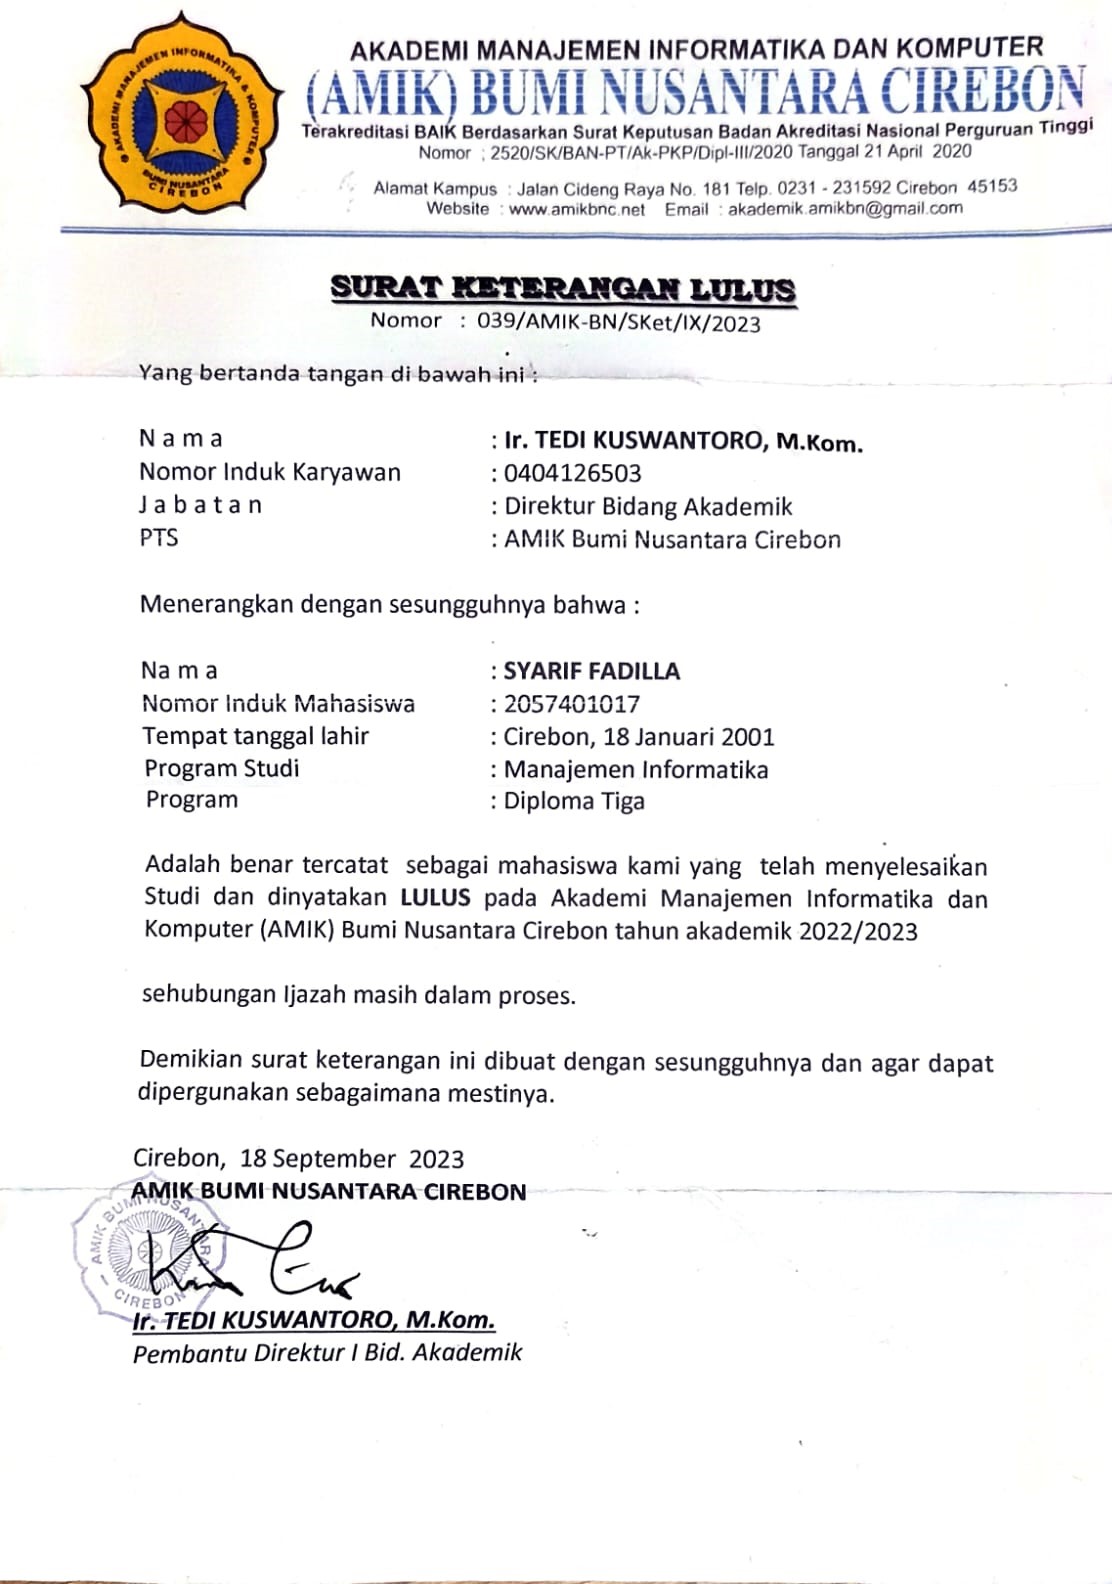 AKADEMI MANAJEMEN INFORMATIKA & KOMPUTER
BUMI NUSANTARA
CIREBON
AKADEMI MANAJEMEN INFORMATIKA DAN KOMPUTER
(AMIK) BUMI NUSANTARA CIREBON
Terakreditasi BAIK Berdasarkan Surat Keputusan Badan Akreditasi Nasional Perguruan Tinggi
Nomor : 2520/SK/BAN-PT/Ak-PKP/Dipl-III/2020 Tanggal 21 April 2020
Alamat Kampus : Jalan Cideng Raya No. 181 Telp. 0231 - 231592 Cirebon 45153
Website : www.amikbnc.net Email : akademik.amikbn@gmail.com
SURAT KETERANGAN LULUS
Nomor : 039/AMIK-BN/SKet/IX/2023
Yang bertanda tangan di bawah ini :
N a m a : Ir. TEDI KUSWANTORO, M.Kom.
Nomor Induk Karyawan : 0404126503
J a b a t a n : Direktur Bidang Akademik
PTS : AMIK Bumi Nusantara Cirebon
Menerangkan dengan sesungguhnya bahwa :
Na m a : SYARIF FADILLA
Nomor Induk Mahasiswa : 2057401017
Tempat tanggal lahir : Cirebon, 18 Januari 2001
Program Studi : Manajemen Informatika
Program : Diploma Tiga
Adalah benar tercatat sebagai mahasiswa kami yang telah menyelesaikan
Studi dan dinyatakan LULUS pada Akademi Manajemen Informatika dan
Komputer (AMIK) Bumi Nusantara Cirebon tahun akademik 2022/2023
sehubungan Ijazah masih dalam proses.
Demikian surat keterangan ini dibuat dengan sesungguhnya dan agar dapat
dipergunakan sebagaimana mestinya.
Cirebon, 18 September 2023
AMIK BUMI NUSANTARA CIREBON
AMIK BUMI NUSANTARA
CIREBON
Ir. TEDI KUSWANTORO, M.Kom.
Pembantu Direktur I Bid. Akademik